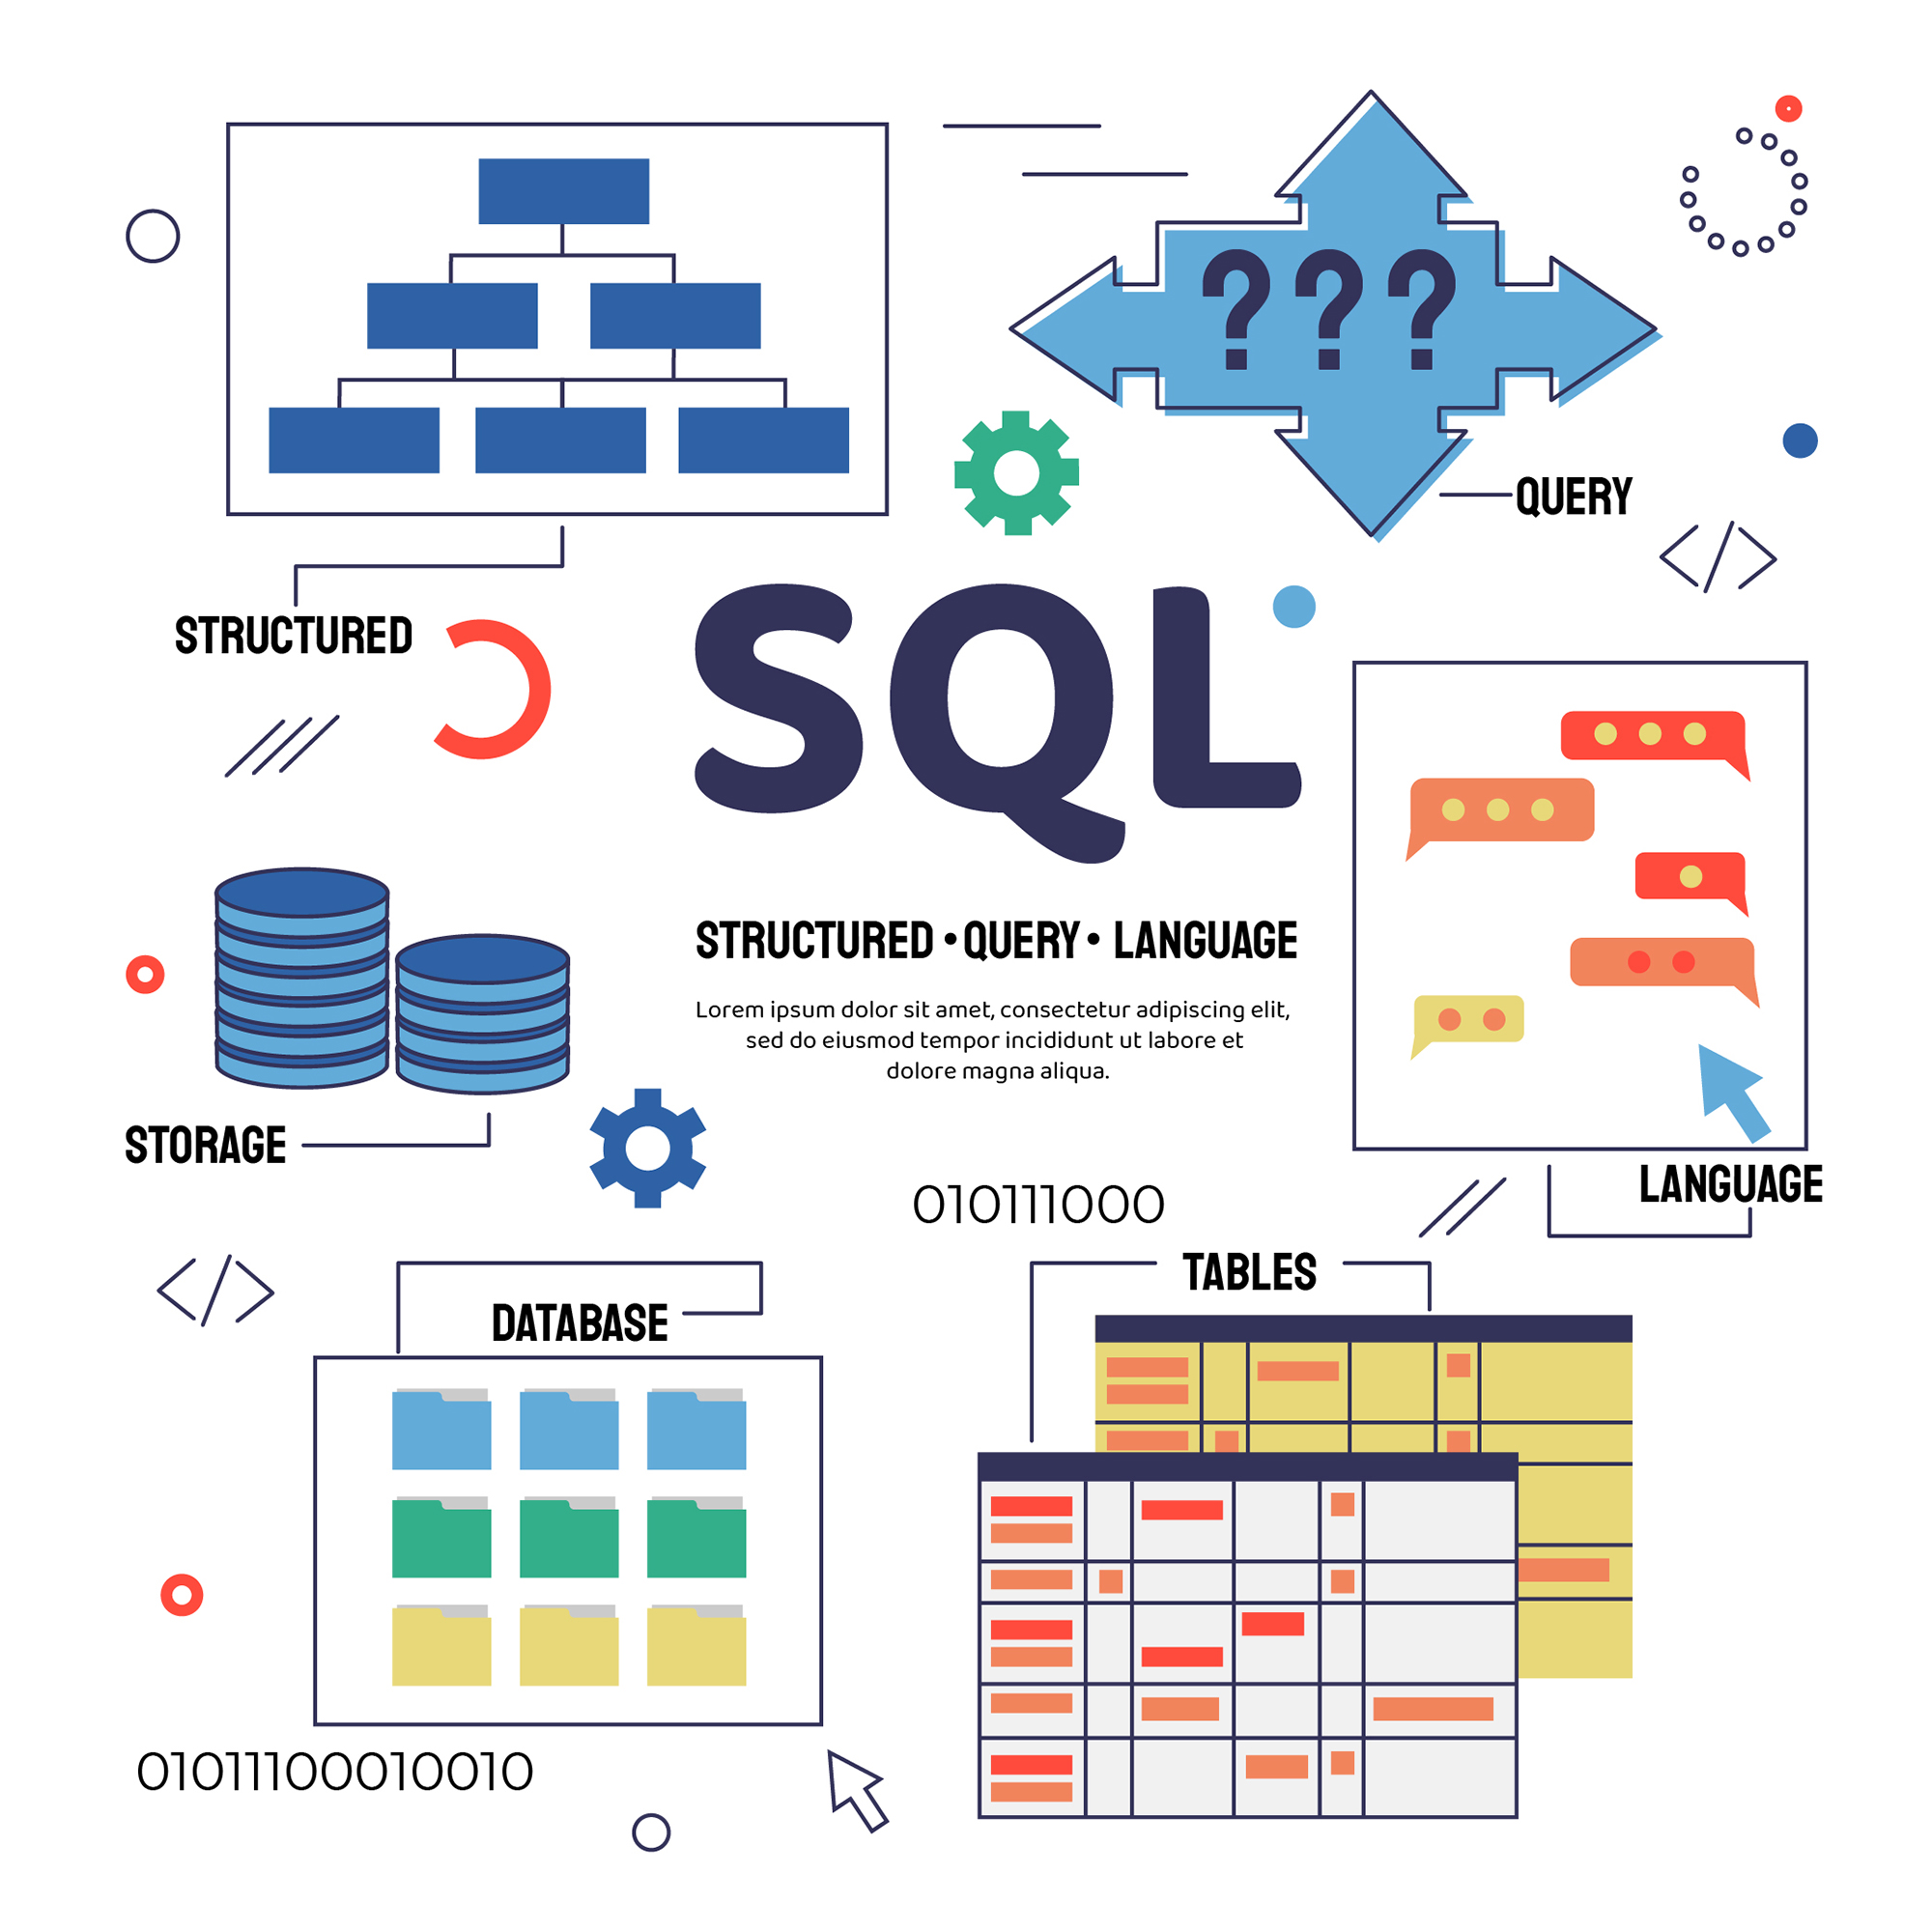 ???
QUERY
STRUCTURED
SQL
STRUCTURED • QUERY • LANGUAGE
Lorem ipsum dolor sit amet, consectetur adipiscing elit,
sed do eiusmod tempor incididunt ut labore et
dolore magna aliqua.
STORAGE
LANGUAGE
010111000
TABLES
DATABASE
01011100010010